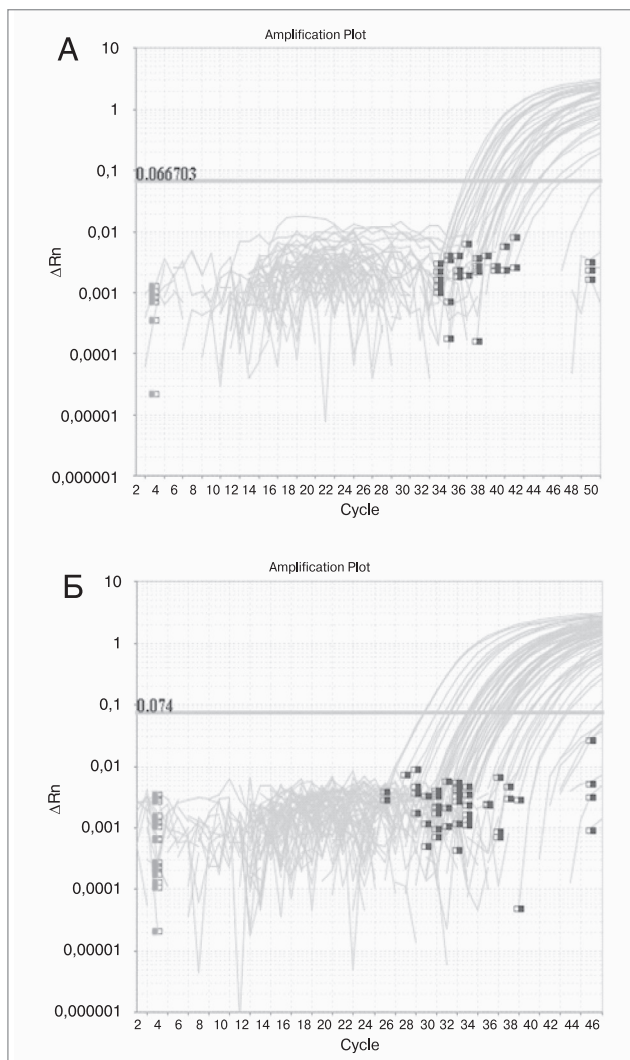 А
Amplification Plot
10
1
0,1
0.066703
0,01
0,001
0,0001
0,00001
0,000001
ΔRn
2 4 6 8 10 12 14 16 18 20 22 24 26 28 30 32 34 36 38 40 42 44 46 48 50
Cycle
Б
Amplification Plot
10
1
0,1
0.074
0,01
0,001
0,0001
0,00001
0,000001
ΔRn
2 4 6 8 10 12 14 16 18 20 22 24 26 28 30 32 34 36 38 40 42 44 46
Cycle